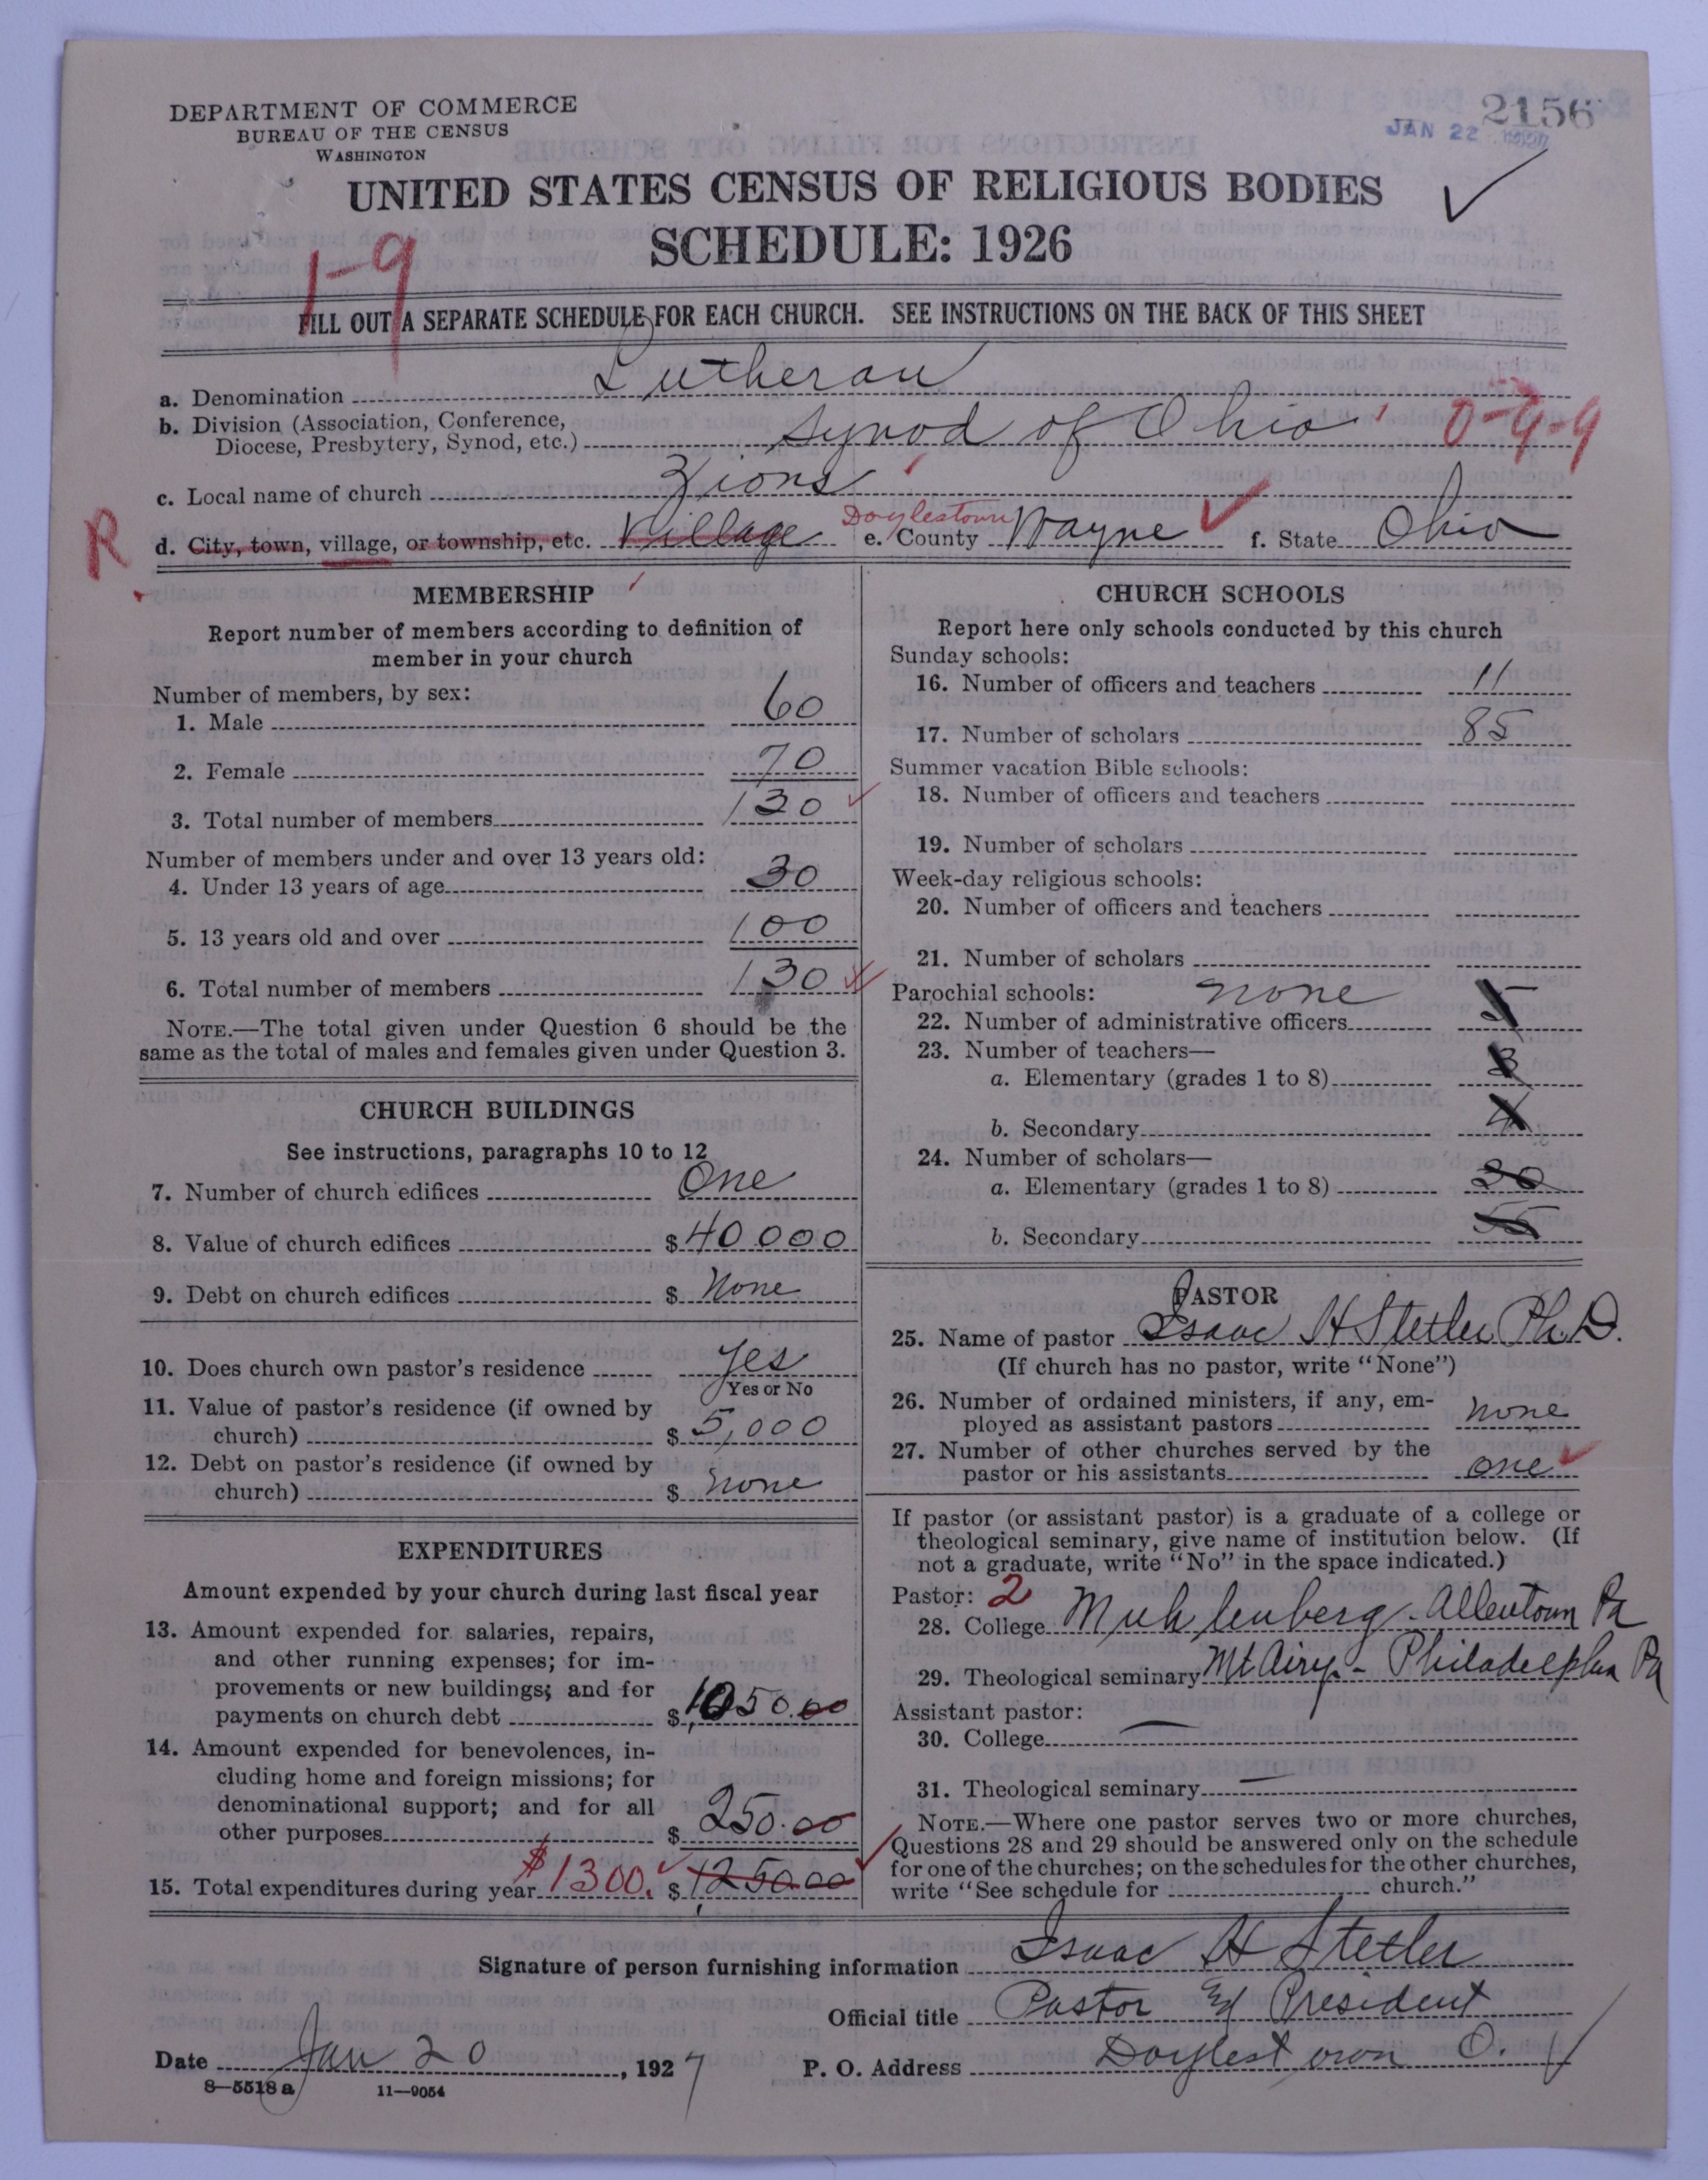 DEPARTMENT OF COMMERCE
BUREAU OF THE CENSUS
WASHINGTON
2156
JAN 22
UNITED STATES CENSUS OF RELIGIOUS BODIES
SCHEDULE: 1926
1-9
FILL OUT A SEPARATE SCHEDULE FOR EACH CHURCH. SEE INSTRUCTIONS ON THE BACK OF THIS SHEET
a. Denomination Lutheran
b. Division (Association, Conference, Diocese, Presbytery, Synod, etc.) Synod of Ohio 0-9-9
c. Local name of church Zions
R d. City, town, village, or township, etc. Village Doylestown e. County Wayne f. State Ohio
MEMBERSHIP
Report number of members according to definition of
member in your church
Number of members, by sex:
1. Male 60
2. Female 70
3. Total number of members 130
Number of members under and over 13 years old:
4. Under 13 years of age 30
5. 13 years old and over 100
6. Total number of members 130
NOTE.—The total given under Question 6 should be the
same as the total of males and females given under Question 3.
CHURCH BUILDINGS
See instructions, paragraphs 10 to 12
7. Number of church edifices One
8. Value of church edifices $ 40.000
9. Debt on church edifices $ None
10. Does church own pastor's residence Yes
Yes or No
11. Value of pastor's residence (if owned by
church) $ 5,000
12. Debt on pastor's residence (if owned by
church) $ none
EXPENDITURES
Amount expended by your church during last fiscal year
13. Amount expended for salaries, repairs,
and other running expenses; for im-
provements or new buildings; and for
payments on church debt $ 1050.00
14. Amount expended for benevolences, in-
cluding home and foreign missions; for
denominational support; and for all
other purposes $ 250.00
15. Total expenditures during year $1300. $ 1250.00
CHURCH SCHOOLS
Report here only schools conducted by this church
Sunday schools:
16. Number of officers and teachers 11
17. Number of scholars 85
Summer vacation Bible schools:
18. Number of officers and teachers
19. Number of scholars
Week-day religious schools:
20. Number of officers and teachers
21. Number of scholars
Parochial schools: none
22. Number of administrative officers 5
23. Number of teachers—
a. Elementary (grades 1 to 8) 3
b. Secondary 4
24. Number of scholars—
a. Elementary (grades 1 to 8) 30
b. Secondary 55
PASTOR
25. Name of pastor Isaac H Stetler Ph.D.
(If church has no pastor, write "None")
26. Number of ordained ministers, if any, em-
ployed as assistant pastors none
27. Number of other churches served by the
pastor or his assistants one
If pastor (or assistant pastor) is a graduate of a college or
theological seminary, give name of institution below. (If
not a graduate, write "No" in the space indicated.)
Pastor: 2
28. College Muhlenberg - Allentown Pa
29. Theological seminary Mt Airy - Philadelphia Pa
Assistant pastor:
30. College —
31. Theological seminary —
NOTE.—Where one pastor serves two or more churches,
Questions 28 and 29 should be answered only on the schedule
for one of the churches; on the schedules for the other churches,
write "See schedule for church."
Signature of person furnishing information Isaac H Stetler
Official title Pastor & President
Date Jan 20, 1927 P. O. Address Doylestown O.
8—5518 a 11—9054